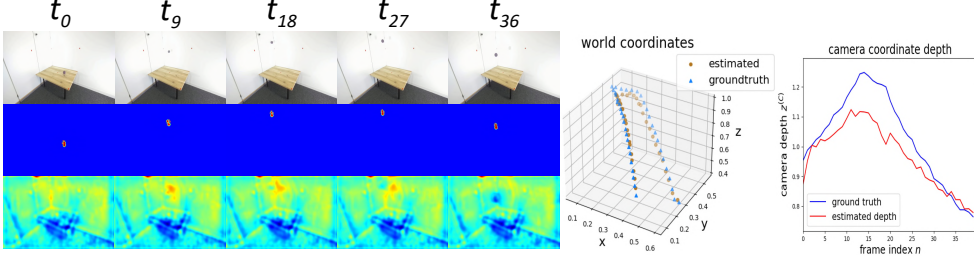 t0 t9 t18 t27 t36
world coordinates
estimated
groundtruth
1.0
0.9
0.8
0.7
0.6
0.5
0.4
z
0.1 0.2 0.3 0.4 0.5 0.6
x
0.1 0.2 0.3 0.4 0.5
y
camera coordinate depth
camera depth z^(C)
1.2
1.1
1.0
0.9
0.8
ground truth
estimated depth
0 5 10 15 20 25 30 35
frame index n